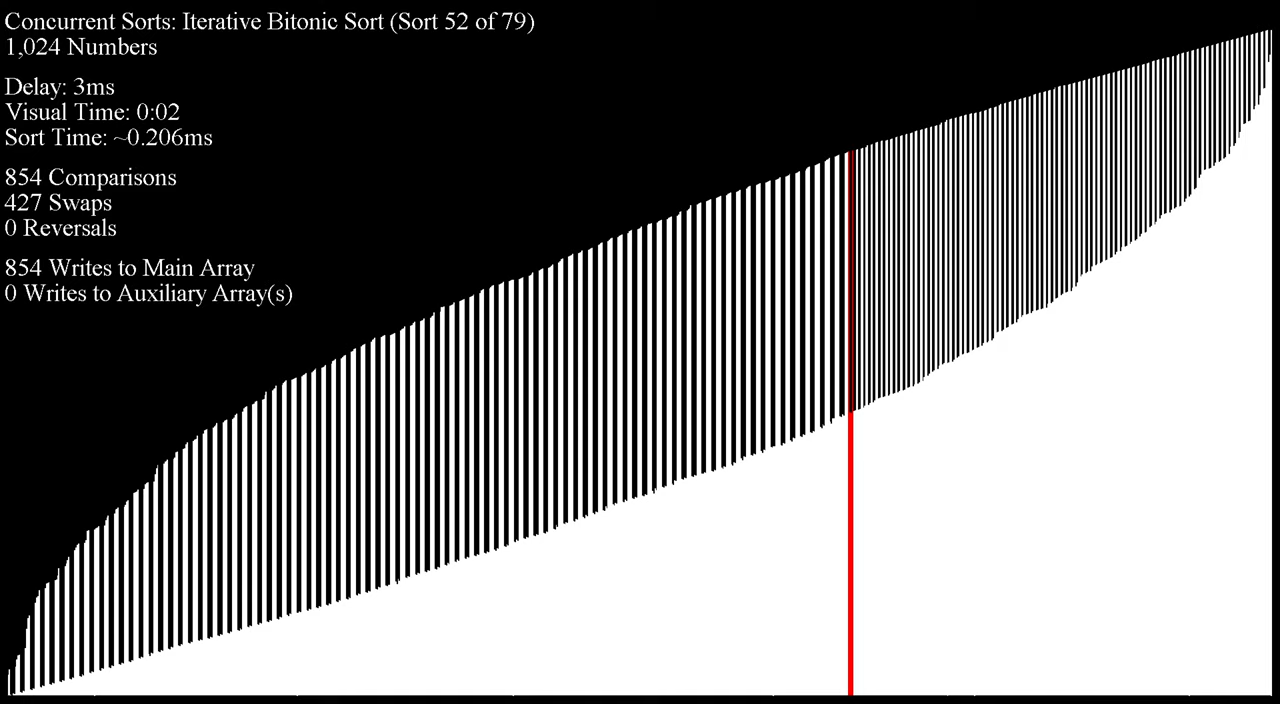 Concurrent Sorts: Iterative Bitonic Sort (Sort 52 of 79)
1,024 Numbers
Delay: 3ms
Visual Time: 0:02
Sort Time: ~0.206ms
854 Comparisons
427 Swaps
0 Reversals
854 Writes to Main Array
0 Writes to Auxiliary Array(s)